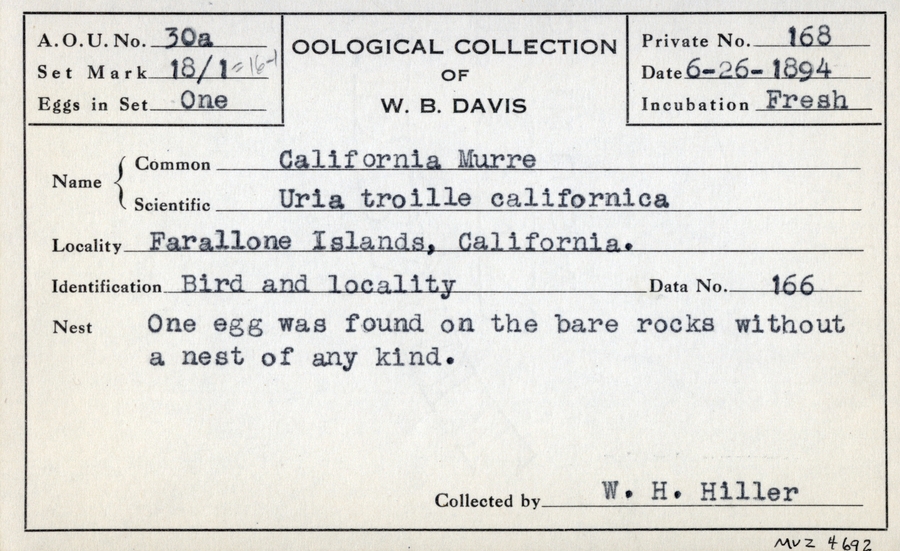 A.O.U. No. 30a
Set Mark 18/1 =16-1
Eggs in Set One
OOLOGICAL COLLECTION
OF
W. B. DAVIS
Private No. 168
Date 6-26-1894
Incubation Fresh
Name
Common California Murre
Scientific Uria troille californica
Locality Farallone Islands, California.
Identification Bird and locality Data No. 166
Nest One egg was found on the bare rocks without
a nest of any kind.
Collected by W. H. Hiller
MVZ 4692